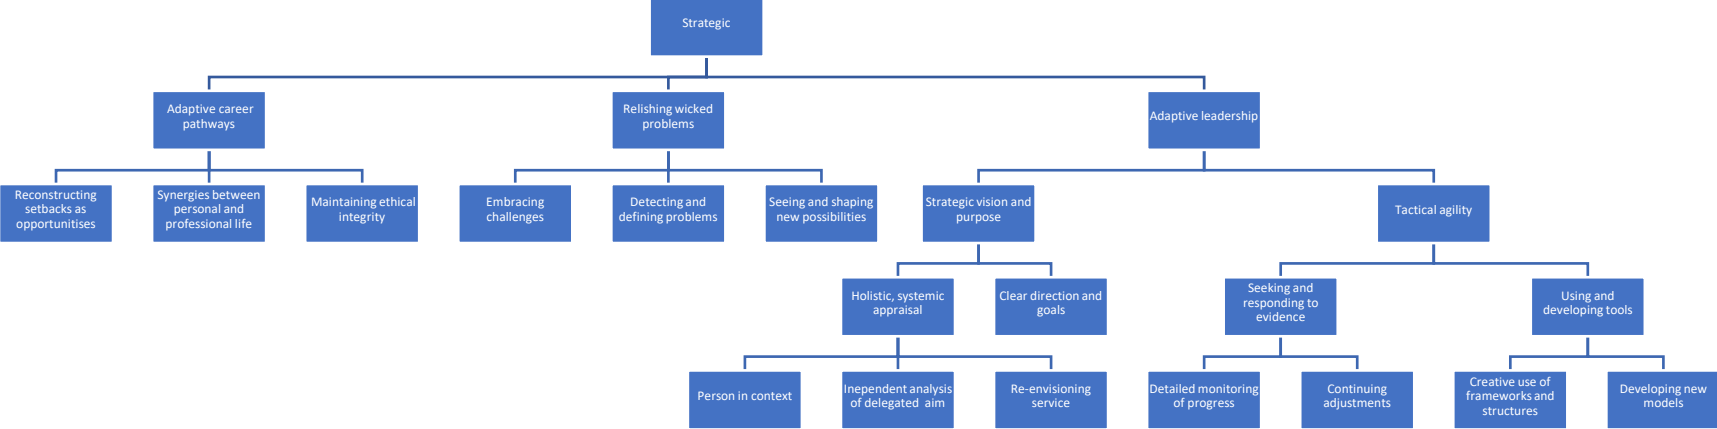 Strategic
Adaptive career
pathways
Relishing wicked
problems
Adaptive leadership
Reconstructing
setbacks as
opportunitises
Synergies between
personal and
professional life
Maintaining ethical
integrity
Embracing
challenges
Detecting and
defining problems
Seeing and shaping
new possibilities
Strategic vision and
purpose
Tactical agility
Holistic, systemic
appraisal
Clear direction and
goals
Seeking and
responding to
evidence
Using and
developing tools
Person in context
Inependent analysis
of delegated aim
Re-envisioning
service
Detailed monitoring
of progress
Continuing
adjustments
Creative use of
frameworks and
structures
Developing new
models